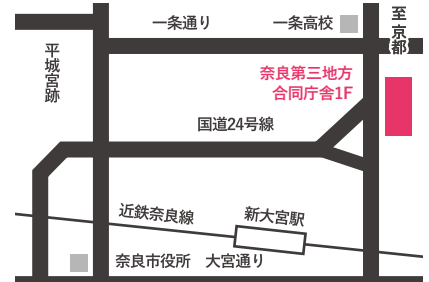 一条通り
一条高校
至京都
平城宮跡
奈良第三地方
合同庁舎1F
国道24号線
近鉄奈良線
新大宮駅
奈良市役所
大宮通り